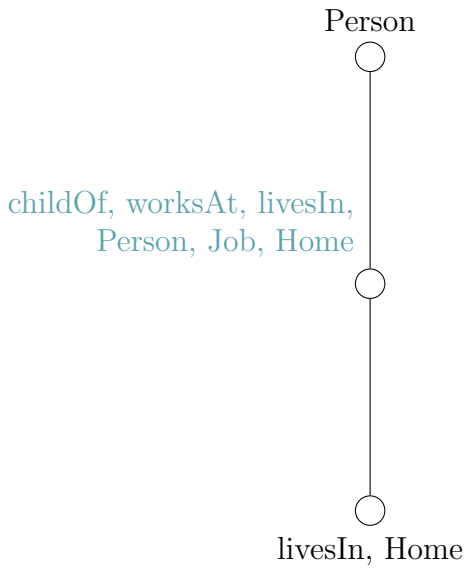 Person
childOf, worksAt, livesIn,
Person, Job, Home
livesIn, Home